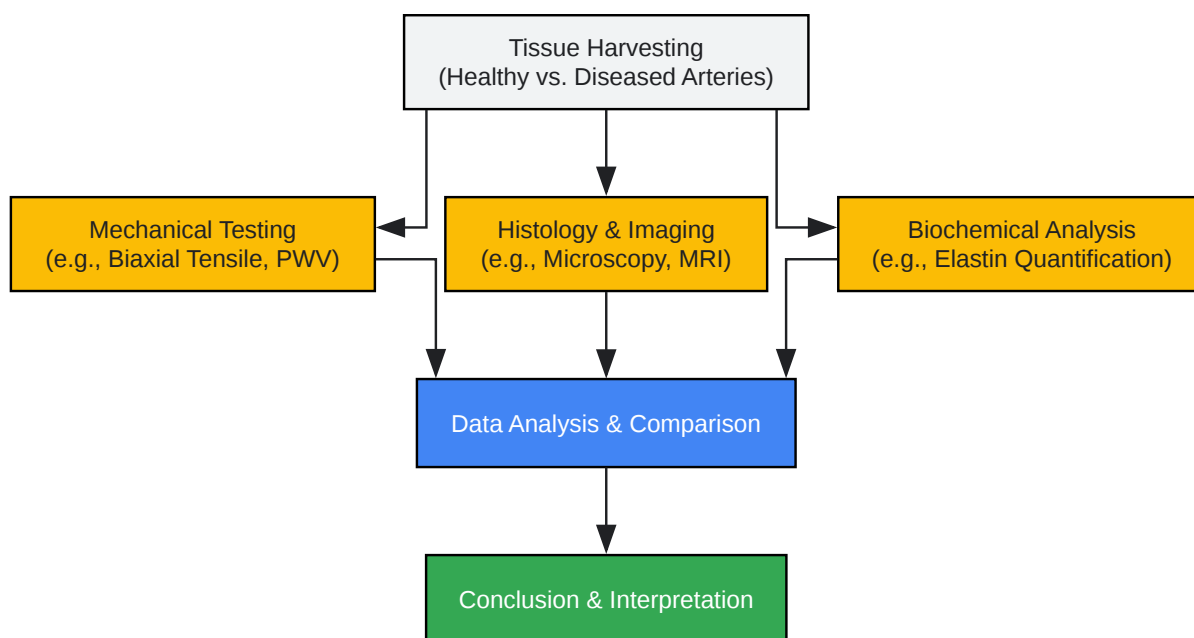 Tissue Harvesting
(Healthy vs. Diseased Arteries)
Mechanical Testing
(e.g., Biaxial Tensile, PWV)
Histology & Imaging
(e.g., Microscopy, MRI)
Biochemical Analysis
(e.g., Elastin Quantification)
Data Analysis & Comparison
Conclusion & Interpretation